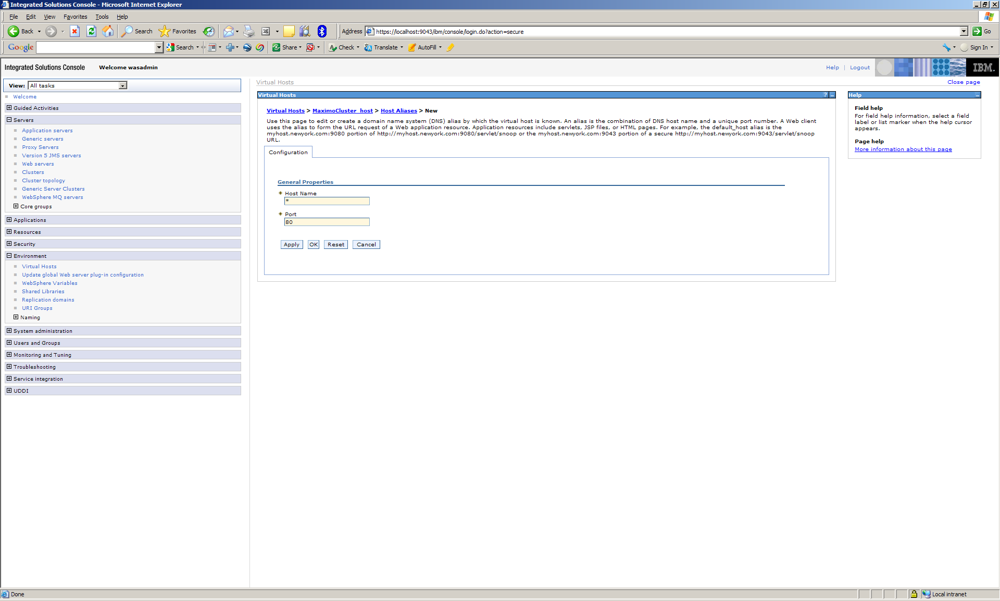 Integrated Solutions Console - Microsoft Internet Explorer
File Edit View Favorites Tools Help
Back Search Favorites Address https://localhost:9043/ibm/console/login.do?action=secure Go
Google Search Share Check Translate AutoFill Sign In
Integrated Solutions Console Welcome wasadmin Help | Logout IBM.
View: All tasks
Welcome
Guided Activities
Servers
Application servers
Generic servers
Proxy Servers
Version 5 JMS servers
Web servers
Clusters
Cluster topology
Generic Server Clusters
WebSphere MQ servers
Core groups
Applications
Resources
Security
Environment
Virtual Hosts
Update global Web server plug-in configuration
WebSphere Variables
Shared Libraries
Replication domains
URI Groups
Naming
System administration
Users and Groups
Monitoring and Tuning
Troubleshooting
Service integration
UDDI
Virtual Hosts Close page
Virtual Hosts ?
Virtual Hosts > MaximoCluster_host > Host Aliases > New
Use this page to edit or create a domain name system (DNS) alias by which the virtual host is known. An alias is the combination of DNS host name and a unique port number. A Web client
uses the alias to form the URL request of a Web application resource. Application resources include servlets, JSP files, or HTML pages. For example, the default_host alias is the
myhost.newyork.com:9080 portion of http://myhost.newyork.com:9080/servlet/snoop or the myhost.newyork.com:9043 portion of a secure http://myhost.newyork.com:9043/servlet/snoop
URL.
Configuration
General Properties
* Host Name
*
* Port
80
Apply OK Reset Cancel
Help
Field help
For field help information, select a field
label or list marker when the help cursor
appears.
Page help
More information about this page
Done Local intranet